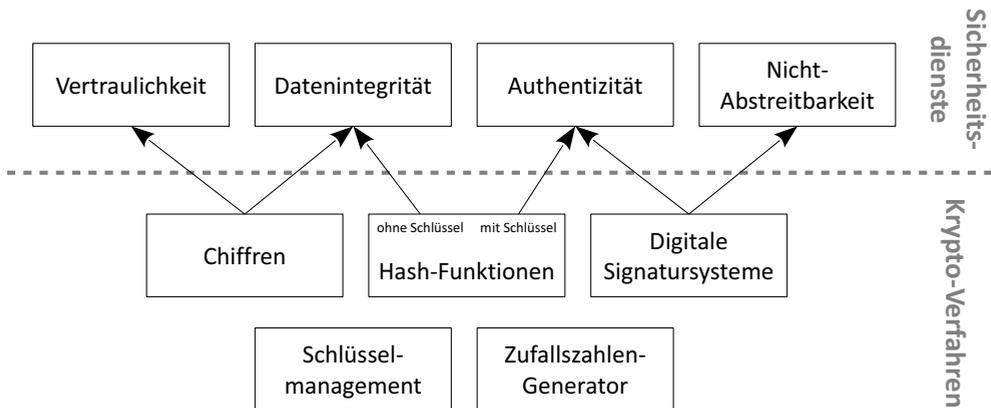 Sicherheits-
dienste
Vertraulichkeit
Datenintegrität
Authentizität
Nicht-
Abstreitbarkeit
Krypto-Verfahren
Chiffren
ohne Schlüssel
mit Schlüssel
Hash-Funktionen
Digitale
Signatursysteme
Schlüssel-
management
Zufallszahlen-
Generator